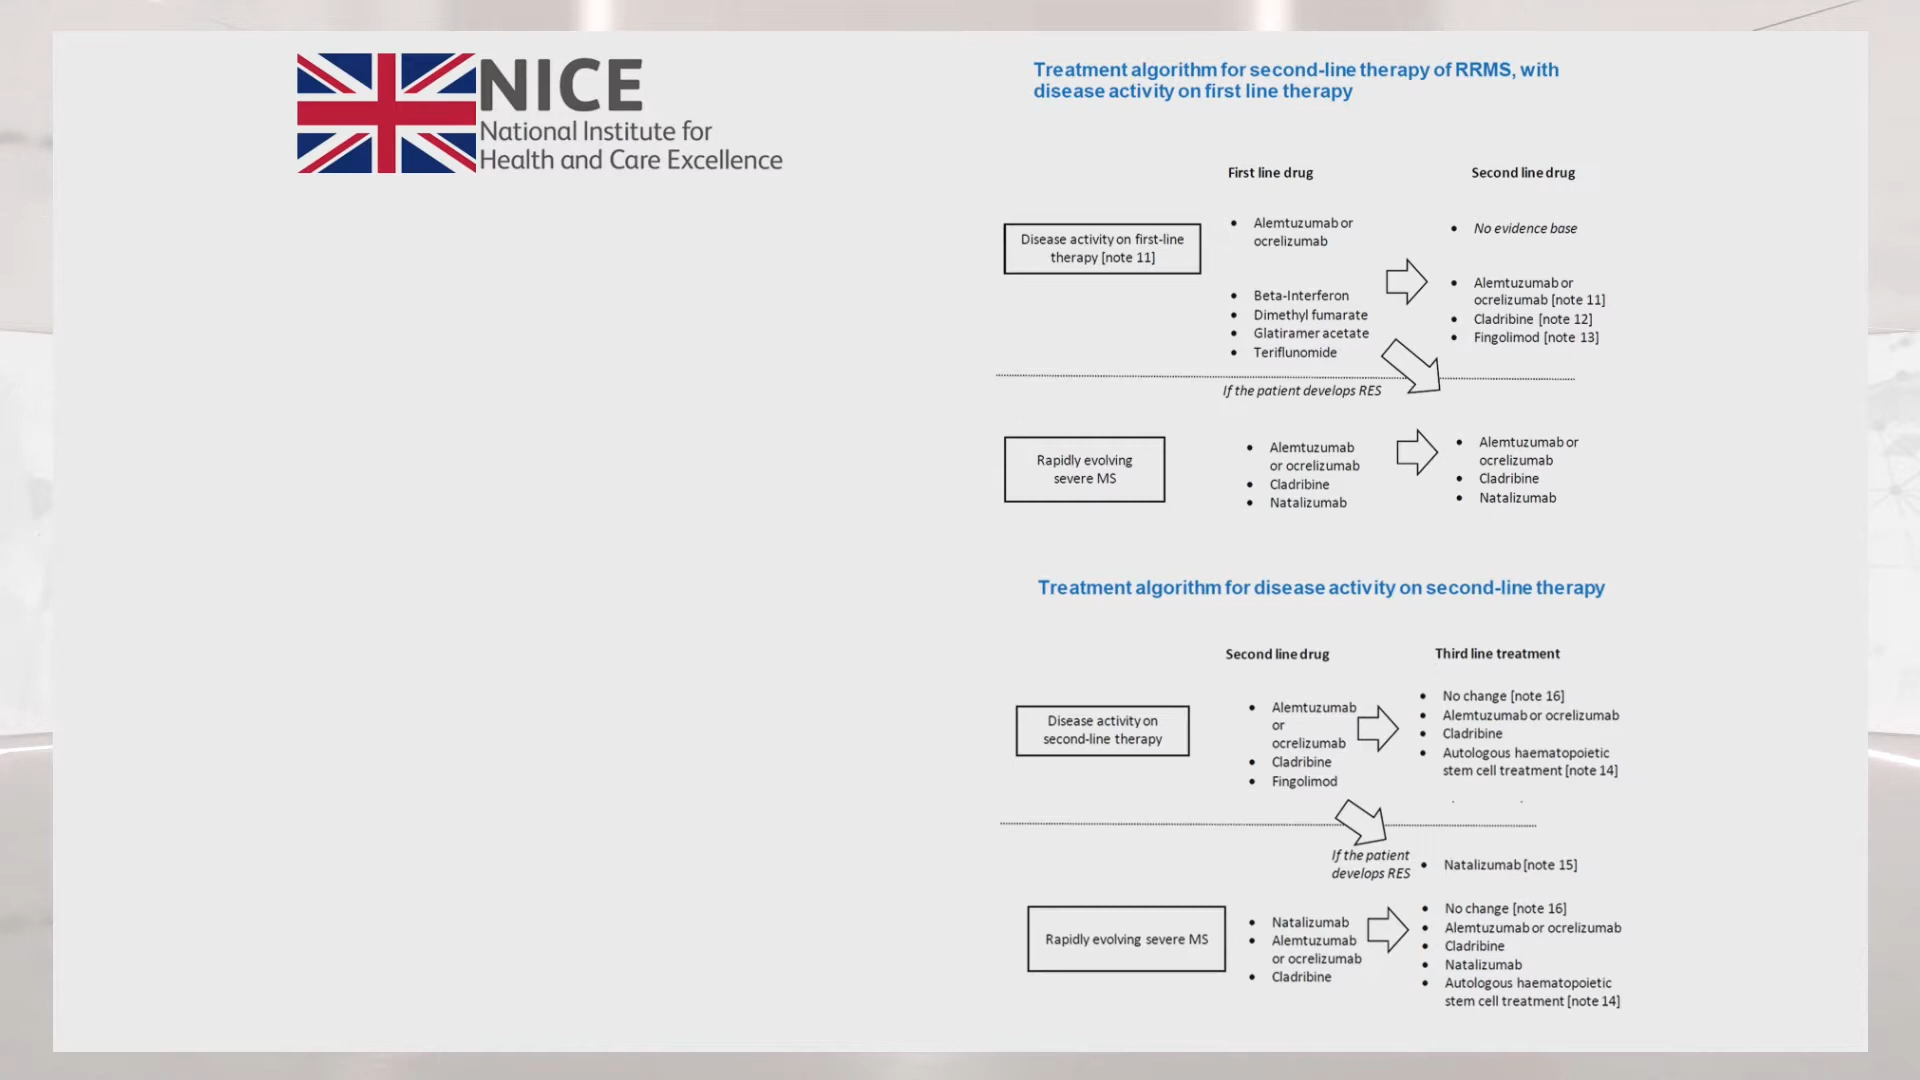 NICE
National Institute for
Health and Care Excellence
Treatment algorithm for second-line therapy of RRMS, with
disease activity on first line therapy
First line drug
Second line drug
Disease activity on first-line
therapy [note 11]
• Alemtuzumab or
ocrelizumab
• Beta-Interferon
• Dimethyl fumarate
• Glatiramer acetate
• Teriflunomide
• No evidence base
• Alemtuzumab or
ocrelizumab [note 11]
• Cladribine [note 12]
• Fingolimod [note 13]
If the patient develops RES
Rapidly evolving
severe MS
• Alemtuzumab
or ocrelizumab
• Cladribine
• Natalizumab
• Alemtuzumab or
ocrelizumab
• Cladribine
• Natalizumab
Treatment algorithm for disease activity on second-line therapy
Second line drug
Third line treatment
Disease activity on
second-line therapy
• Alemtuzumab
or
ocrelizumab
• Cladribine
• Fingolimod
• No change [note 16]
• Alemtuzumab or ocrelizumab
• Cladribine
• Autologous haematopoietic
stem cell treatment [note 14]
If the patient
develops RES
• Natalizumab [note 15]
Rapidly evolving severe MS
• Natalizumab
• Alemtuzumab
or ocrelizumab
• Cladribine
• No change [note 16]
• Alemtuzumab or ocrelizumab
• Cladribine
• Natalizumab
• Autologous haematopoietic
stem cell treatment [note 14]